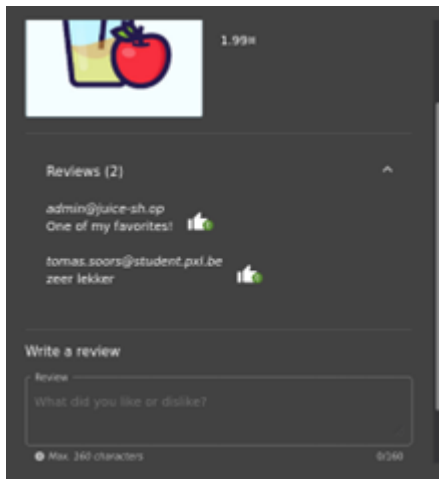 1.99¤
Reviews (2)
admin@juice-sh.op
One of my favorites!
tomas.soors@student.pxl.be
zeer lekker
Write a review
Review
What did you like or dislike?
Max. 160 characters
0/160